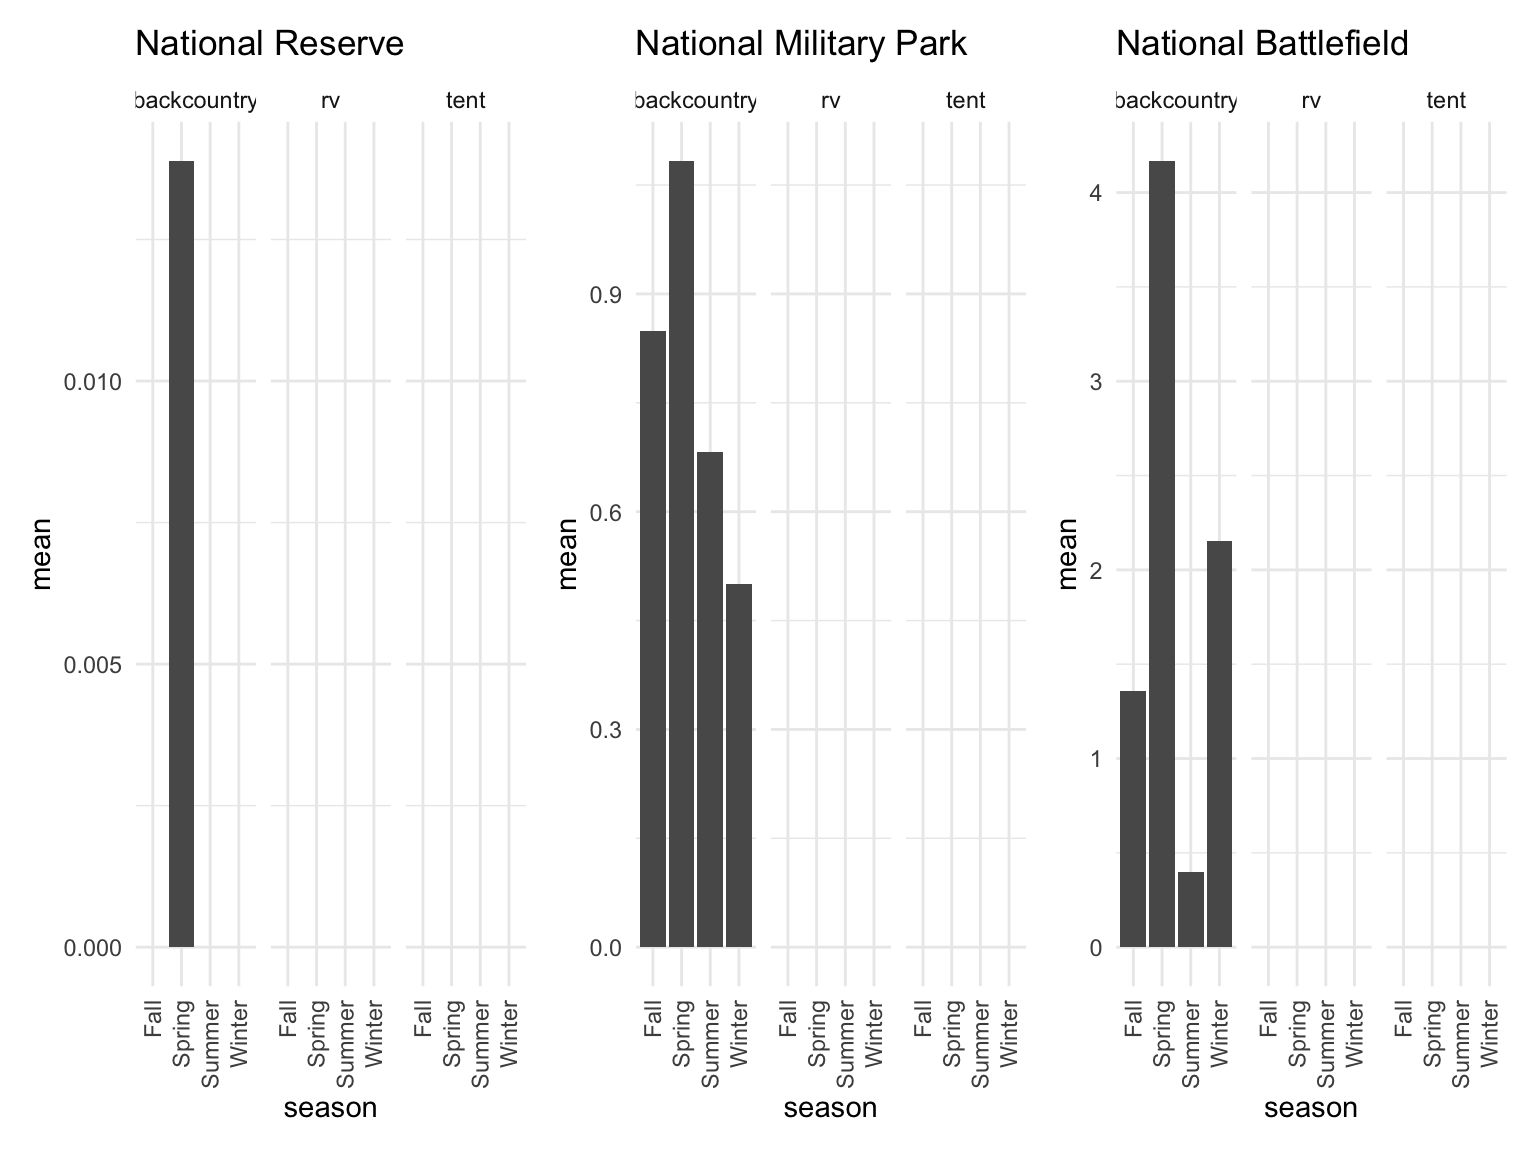 National Reserve
National Military Park
National Battlefield
backcountry rv tent
backcountry rv tent
backcountry rv tent
mean
0.010
0.005
0.000
Fall Spring Summer Winter
Fall Spring Summer Winter
Fall Spring Summer Winter
season
mean
0.9
0.6
0.3
0.0
Fall Spring Summer Winter
Fall Spring Summer Winter
Fall Spring Summer Winter
season
mean
4
3
2
1
0
Fall Spring Summer Winter
Fall Spring Summer Winter
Fall Spring Summer Winter
season